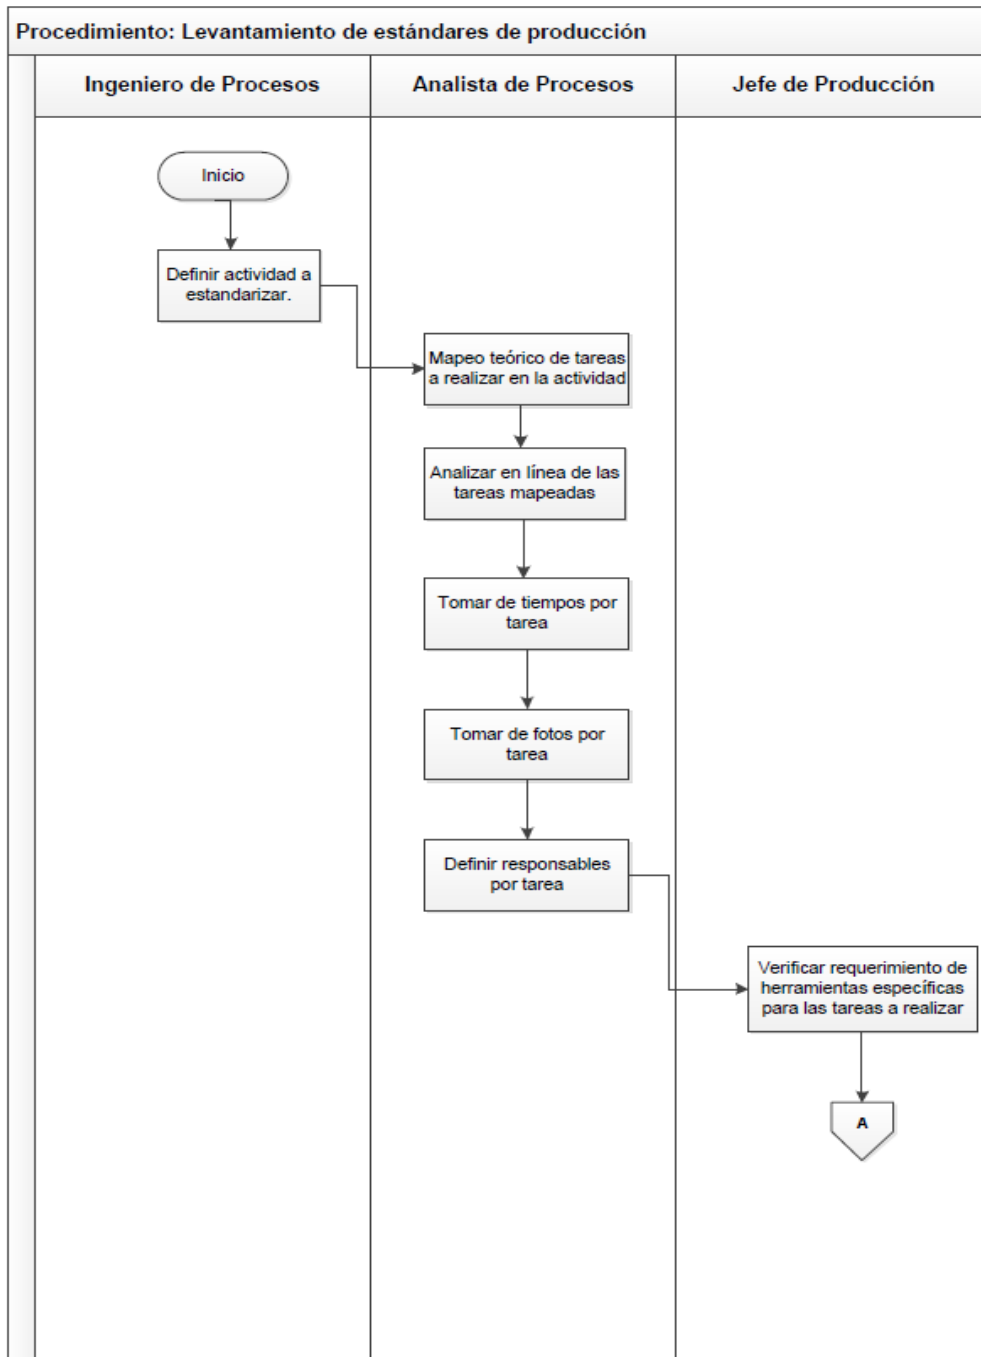 Procedimiento: Levantamiento de estándares de producción
Ingeniero de Procesos
Analista de Procesos
Jefe de Producción
Inicio
Definir actividad a
estandarizar.
Mapeo teórico de tareas
a realizar en la actividad
Analizar en línea de las
tareas mapeadas
Tomar de tiempos por
tarea
Tomar de fotos por
tarea
Definir responsables
por tarea
Verificar requerimiento de
herramientas específicas
para las tareas a realizar
A